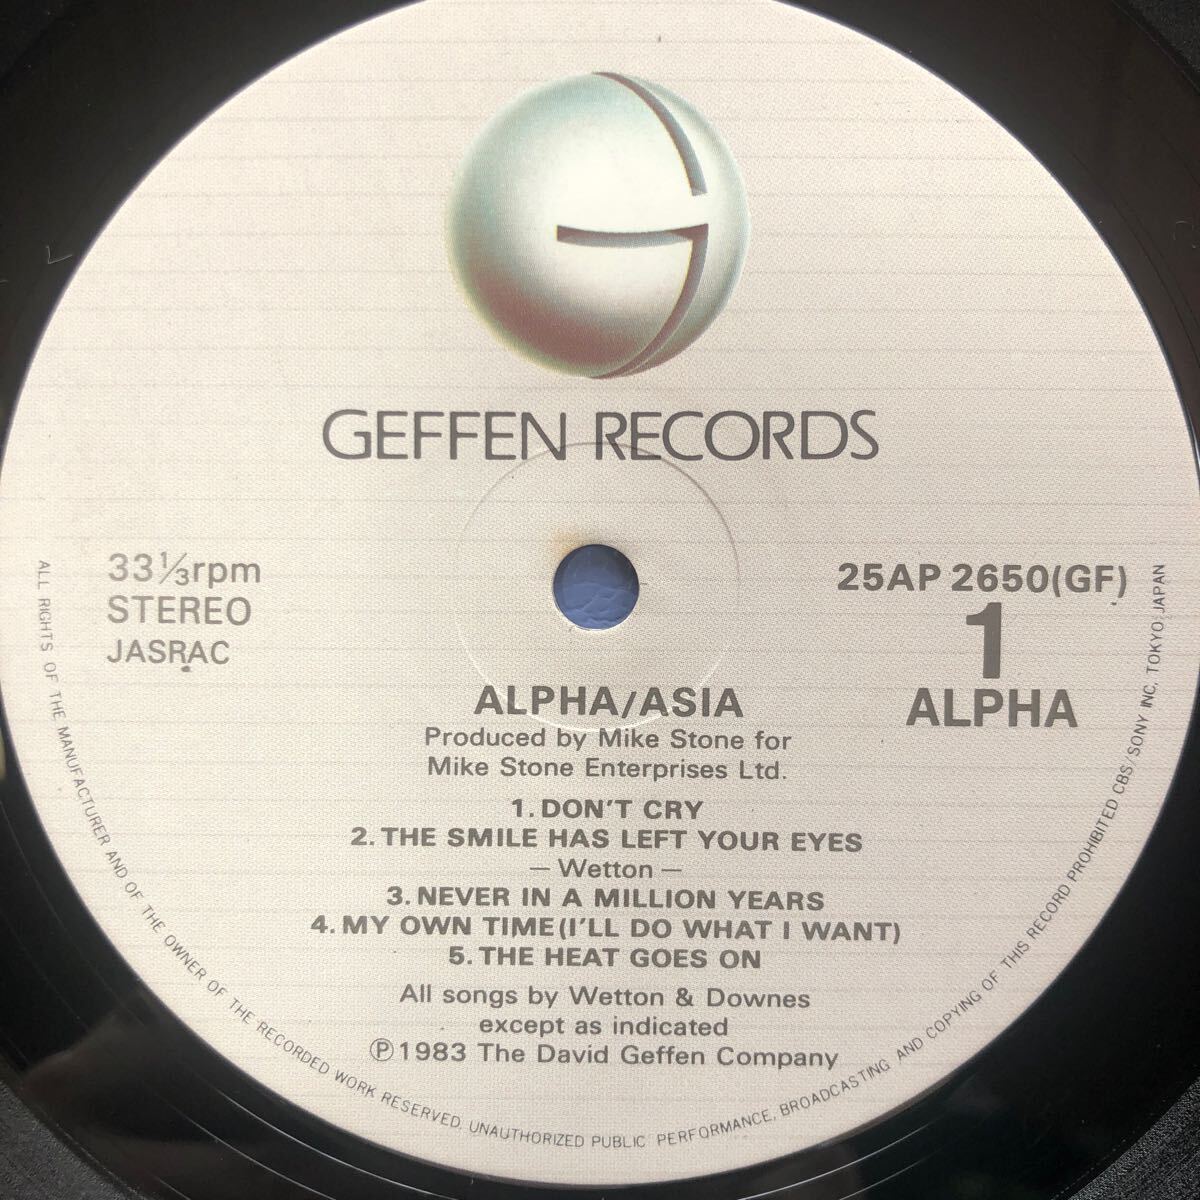 GEFFEN RECORDS
33⅓rpm
STEREO
JASRAC
25AP 2650(GF)
1
ALPHA
ALPHA/ASIA
Produced by Mike Stone for
Mike Stone Enterprises Ltd.
1. DON'T CRY
2. THE SMILE HAS LEFT YOUR EYES
— Wetton —
3. NEVER IN A MILLION YEARS
4. MY OWN TIME (I'LL DO WHAT I WANT)
5. THE HEAT GOES ON
All songs by Wetton & Downes
except as indicated
Ⓟ1983 The David Geffen Company
ALL RIGHTS OF THE MANUFACTURER AND OF THE OWNER OF THE RECORDED WORK RESERVED. UNAUTHORIZED PUBLIC PERFORMANCE, BROADCASTING AND COPYING OF THIS RECORD PROHIBITED CBS/SONY INC. TOKYO, JAPAN